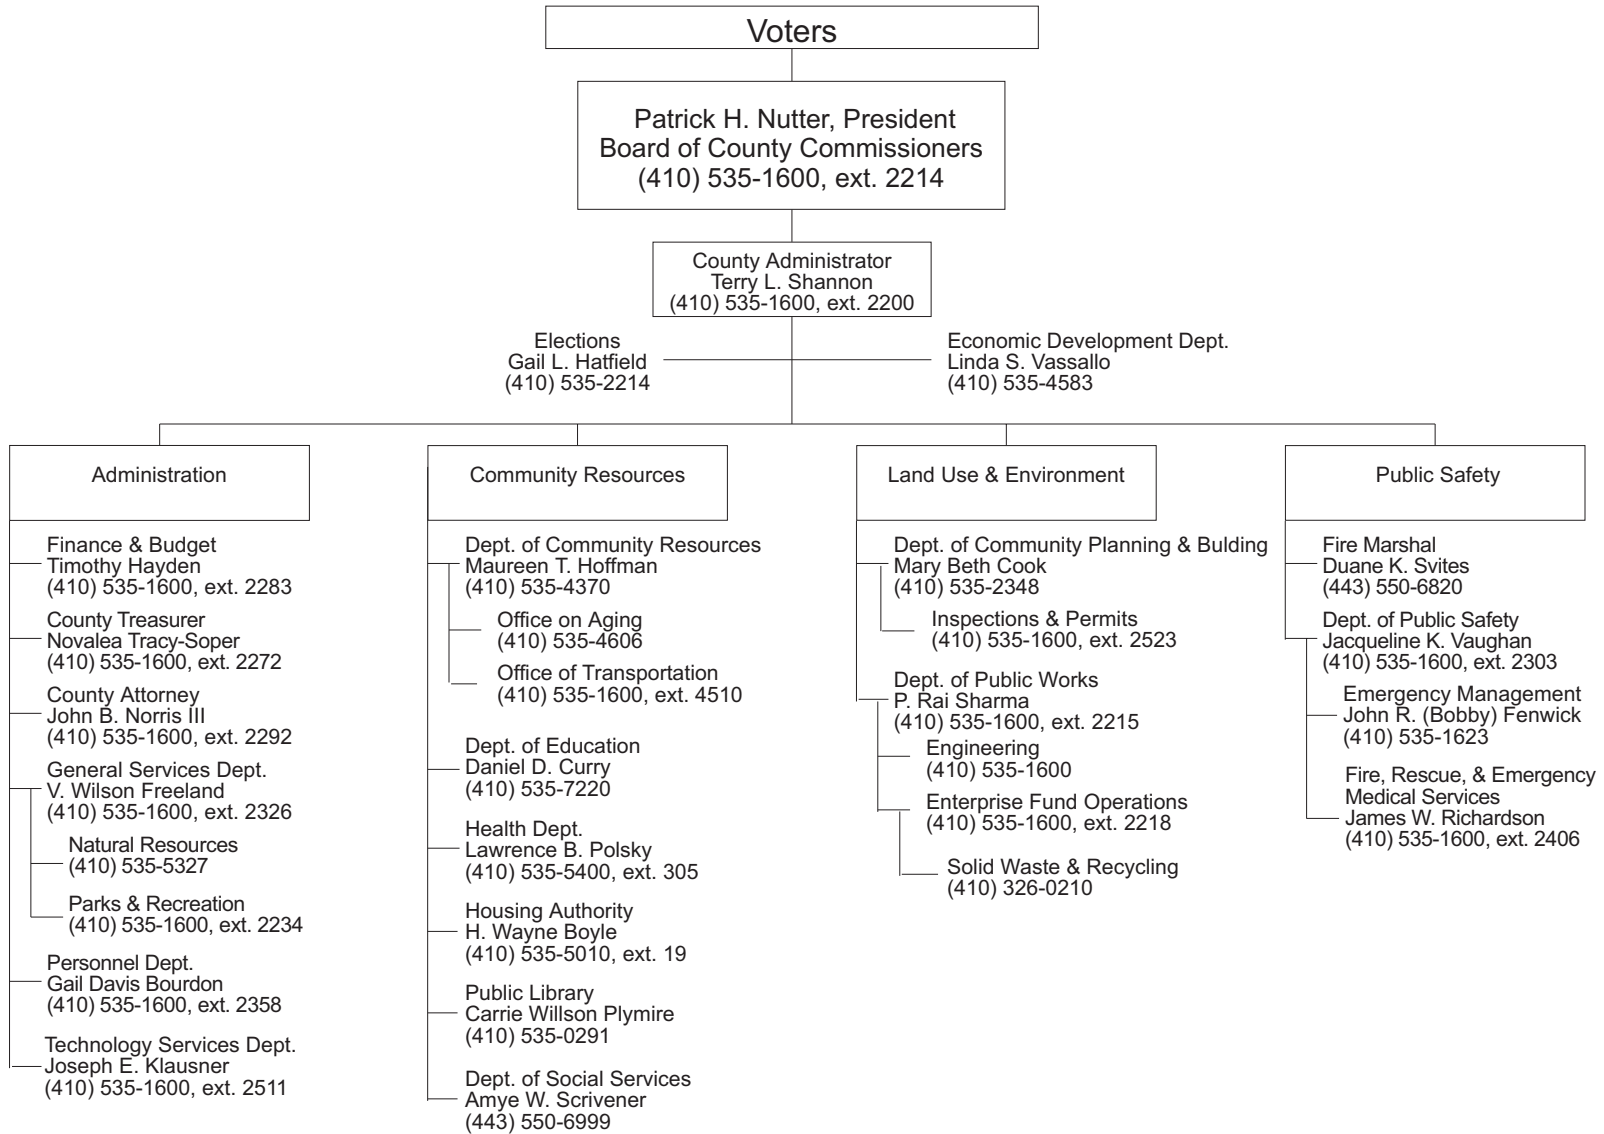 Voters
Patrick H. Nutter, President
Board of County Commissioners
(410) 535-1600, ext. 2214
County Administrator
Terry L. Shannon
(410) 535-1600, ext. 2200
Elections
Gail L. Hatfield
(410) 535-2214
Economic Development Dept.
Linda S. Vassallo
(410) 535-4583
Administration
Finance & Budget
Timothy Hayden
(410) 535-1600, ext. 2283
County Treasurer
Novalea Tracy-Soper
(410) 535-1600, ext. 2272
County Attorney
John B. Norris III
(410) 535-1600, ext. 2292
General Services Dept.
V. Wilson Freeland
(410) 535-1600, ext. 2326
Natural Resources
(410) 535-5327
Parks & Recreation
(410) 535-1600, ext. 2234
Personnel Dept.
Gail Davis Bourdon
(410) 535-1600, ext. 2358
Technology Services Dept.
Joseph E. Klausner
(410) 535-1600, ext. 2511
Community Resources
Dept. of Community Resources
Maureen T. Hoffman
(410) 535-4370
Office on Aging
(410) 535-4606
Office of Transportation
(410) 535-1600, ext. 4510
Dept. of Education
Daniel D. Curry
(410) 535-7220
Health Dept.
Lawrence B. Polsky
(410) 535-5400, ext. 305
Housing Authority
H. Wayne Boyle
(410) 535-5010, ext. 19
Public Library
Carrie Willson Plymire
(410) 535-0291
Dept. of Social Services
Amye W. Scrivener
(443) 550-6999
Land Use & Environment
Dept. of Community Planning & Bulding
Mary Beth Cook
(410) 535-2348
Inspections & Permits
(410) 535-1600, ext. 2523
Dept. of Public Works
P. Rai Sharma
(410) 535-1600, ext. 2215
Engineering
(410) 535-1600
Enterprise Fund Operations
(410) 535-1600, ext. 2218
Solid Waste & Recycling
(410) 326-0210
Public Safety
Fire Marshal
Duane K. Svites
(443) 550-6820
Dept. of Public Safety
Jacqueline K. Vaughan
(410) 535-1600, ext. 2303
Emergency Management
John R. (Bobby) Fenwick
(410) 535-1623
Fire, Rescue, & Emergency
Medical Services
James W. Richardson
(410) 535-1600, ext. 2406